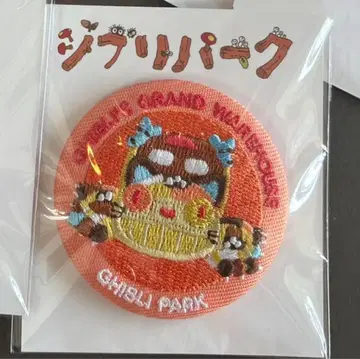 ジブリパーク
GHIBLI'S GRAND WAREHOUSE
GHIBLI PARK